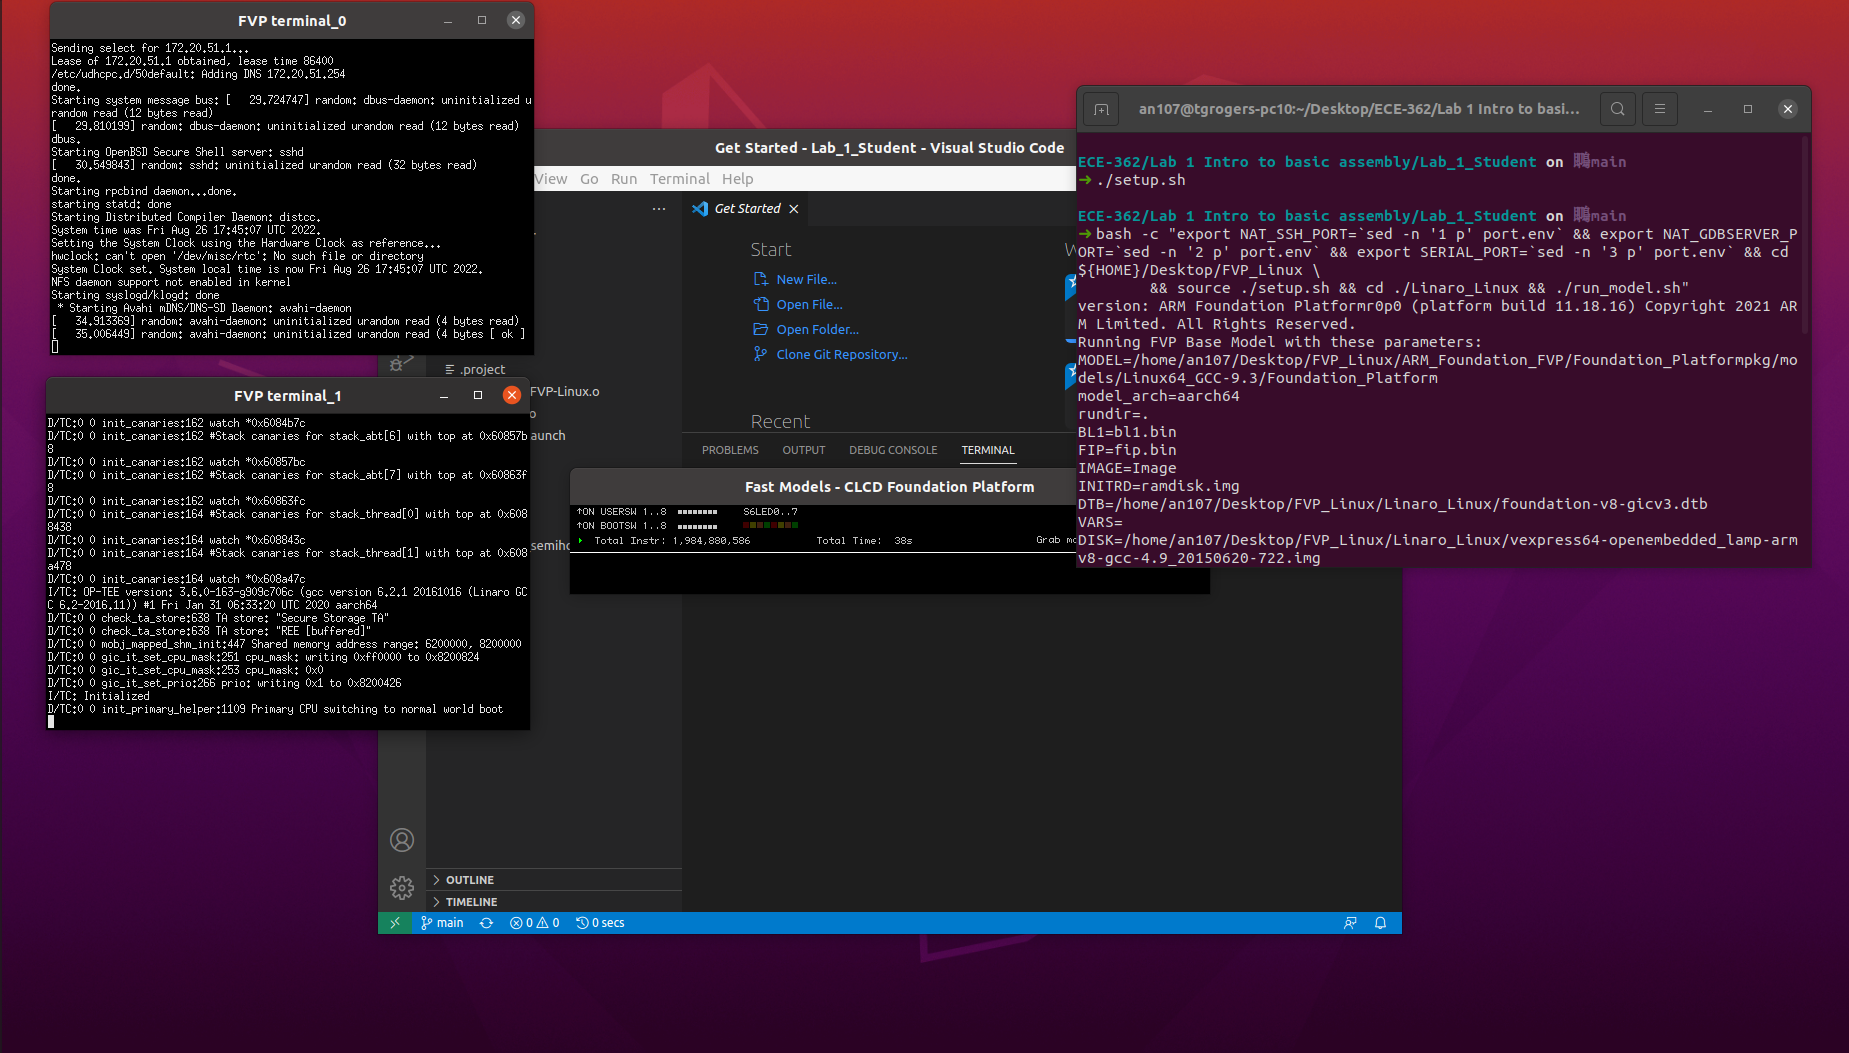 FVP terminal_0
Sending select for 172.20.51.1...
Lease of 172.20.51.1 obtained, lease time 86400
/etc/udhcpc.d/50default: Adding DNS 172.20.51.254
done.
Starting system message bus: [   29.724747] random: dbus-daemon: uninitialized u
random read (12 bytes read)
[   29.810199] random: dbus-daemon: uninitialized urandom read (12 bytes read)
dbus.
Starting OpenBSD Secure Shell server: sshd
[   30.549843] random: sshd: uninitialized urandom read (32 bytes read)
done.
Starting rpcbind daemon...done.
starting statd: done
Starting Distributed Compiler Daemon: distcc.
System time was Fri Aug 26 17:45:07 UTC 2022.
Setting the System Clock using the Hardware Clock as reference...
hwclock: can't open '/dev/misc/rtc': No such file or directory
System Clock set. System local time is now Fri Aug 26 17:45:07 UTC 2022.
NFS daemon support not enabled in kernel
Starting syslogd/klogd: done
 * Starting Avahi mDNS/DNS-SD Daemon: avahi-daemon
[   34.913369] random: avahi-daemon: uninitialized urandom read (4 bytes read)
[   35.006449] random: avahi-daemon: uninitialized urandom read (4 bytes [ ok ]
FVP terminal_1
D/TC:0 0 init_canaries:162 watch *0x6084b7c
D/TC:0 0 init_canaries:162 #Stack canaries for stack_abt[6] with top at 0x60857b
8
D/TC:0 0 init_canaries:162 watch *0x60857bc
D/TC:0 0 init_canaries:162 #Stack canaries for stack_abt[7] with top at 0x60863f
8
D/TC:0 0 init_canaries:162 watch *0x60863fc
D/TC:0 0 init_canaries:164 #Stack canaries for stack_thread[0] with top at 0x608
8438
D/TC:0 0 init_canaries:164 watch *0x608843c
D/TC:0 0 init_canaries:164 #Stack canaries for stack_thread[1] with top at 0x608
a478
D/TC:0 0 init_canaries:164 watch *0x608a47c
I/TC: OP-TEE version: 3.6.0-163-g909c706c (gcc version 6.2.1 20161016 (Linaro GC
C 6.2-2016.11)) #1 Fri Jan 31 06:33:20 UTC 2020 aarch64
D/TC:0 0 check_ta_store:638 TA store: "Secure Storage TA"
D/TC:0 0 check_ta_store:638 TA store: "REE [buffered]"
D/TC:0 0 mobj_mapped_shm_init:447 Shared memory address range: 6200000, 8200000
D/TC:0 0 gic_it_set_cpu_mask:251 cpu_mask: writing 0xff0000 to 0x8200824
D/TC:0 0 gic_it_set_cpu_mask:253 cpu_mask: 0x0
D/TC:0 0 gic_it_set_prio:266 prio: writing 0x1 to 0x8200426
I/TC: Initialized
D/TC:0 0 init_primary_helper:1109 Primary CPU switching to normal world boot
Get Started - Lab_1_Student - Visual Studio Code
View Go Run Terminal Help
Get Started
Start
New File...
Open File...
Open Folder...
Clone Git Repository...
Recent
.project
FVP-Linux.o
o
aunch
semiho
PROBLEMS OUTPUT DEBUG CONSOLE TERMINAL
OUTLINE
TIMELINE
main 0 0 0 secs
Fast Models - CLCD Foundation Platform
↑ON USERSW 1..8 S6LED0..7
↑ON BOOTSW 1..8
Total Instr: 1,984,880,586 Total Time: 38s Grab mo
an107@tgrogers-pc10:~/Desktop/ECE-362/Lab 1 Intro to basi...
ECE-362/Lab 1 Intro to basic assembly/Lab_1_Student on main
➜ ./setup.sh
ECE-362/Lab 1 Intro to basic assembly/Lab_1_Student on main
➜ bash -c "export NAT_SSH_PORT=`sed -n '1 p' port.env` && export NAT_GDBSERVER_P
ORT=`sed -n '2 p' port.env` && export SERIAL_PORT=`sed -n '3 p' port.env` && cd
${HOME}/Desktop/FVP_Linux \
        && source ./setup.sh && cd ./Linaro_Linux && ./run_model.sh"
version: ARM Foundation Platformr0p0 (platform build 11.18.16) Copyright 2021 AR
M Limited. All Rights Reserved.
Running FVP Base Model with these parameters:
MODEL=/home/an107/Desktop/FVP_Linux/ARM_Foundation_FVP/Foundation_Platformpkg/mo
dels/Linux64_GCC-9.3/Foundation_Platform
model_arch=aarch64
rundir=.
BL1=bl1.bin
FIP=fip.bin
IMAGE=Image
INITRD=ramdisk.img
DTB=/home/an107/Desktop/FVP_Linux/Linaro_Linux/foundation-v8-gicv3.dtb
VARS=
DISK=/home/an107/Desktop/FVP_Linux/Linaro_Linux/vexpress64-openembedded_lamp-arm
v8-gcc-4.9_20150620-722.img